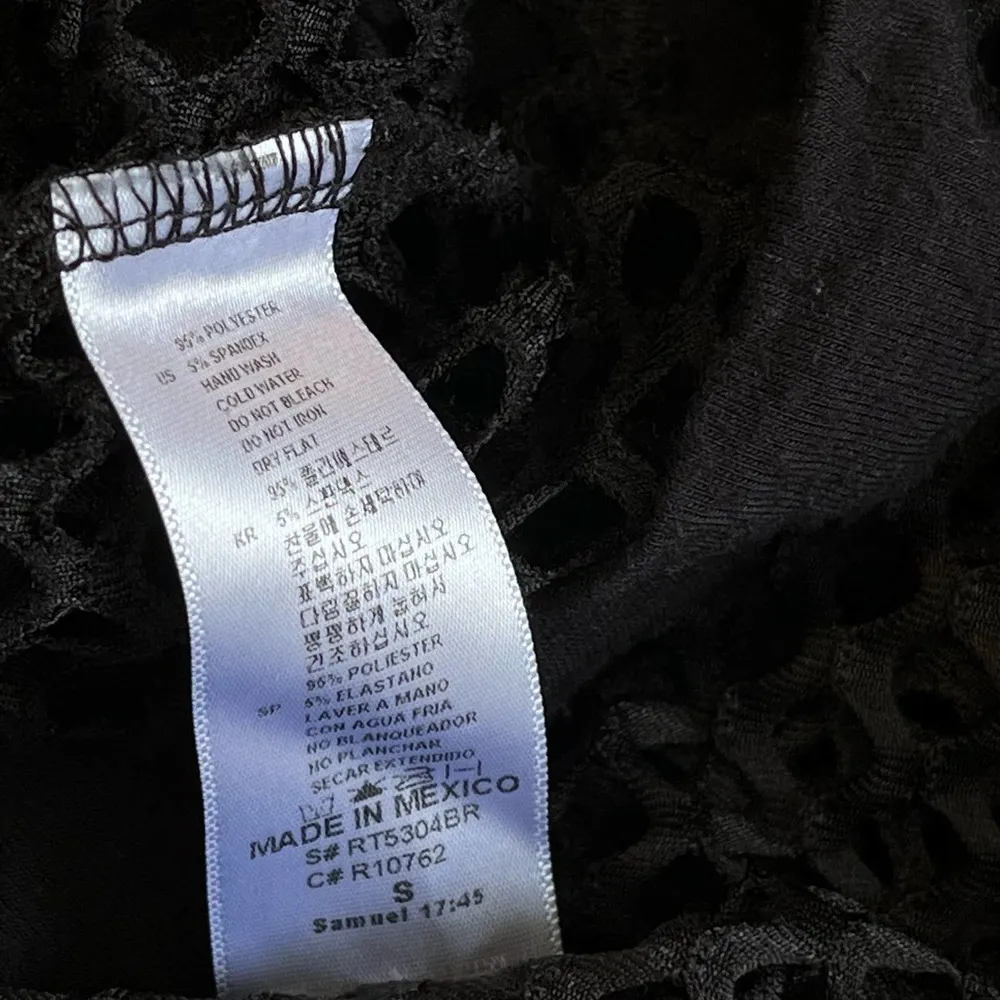 95% POLYESTER
US 5% SPANDEX
HAND WASH
COLD WATER
DO NOT BLEACH
DO NOT IRON
DRY FLAT
95% 폴리에스테르
KR 5% 스판덱스
찬물에 손세탁하여
주십시오
표백하지 마십시오
다림질하지 마십시오
평평하게 눕혀서
건조하십시오
95% POLIESTER
SP 5% ELASTANO
LAVER A MANO
CON AGUA FRIA
NO BLANQUEADOR
NO PLANCHAR
SECAR EXTENDIDO
MADE IN MEXICO
S# RT5304BR
C# R10762
S
Samuel 17:45